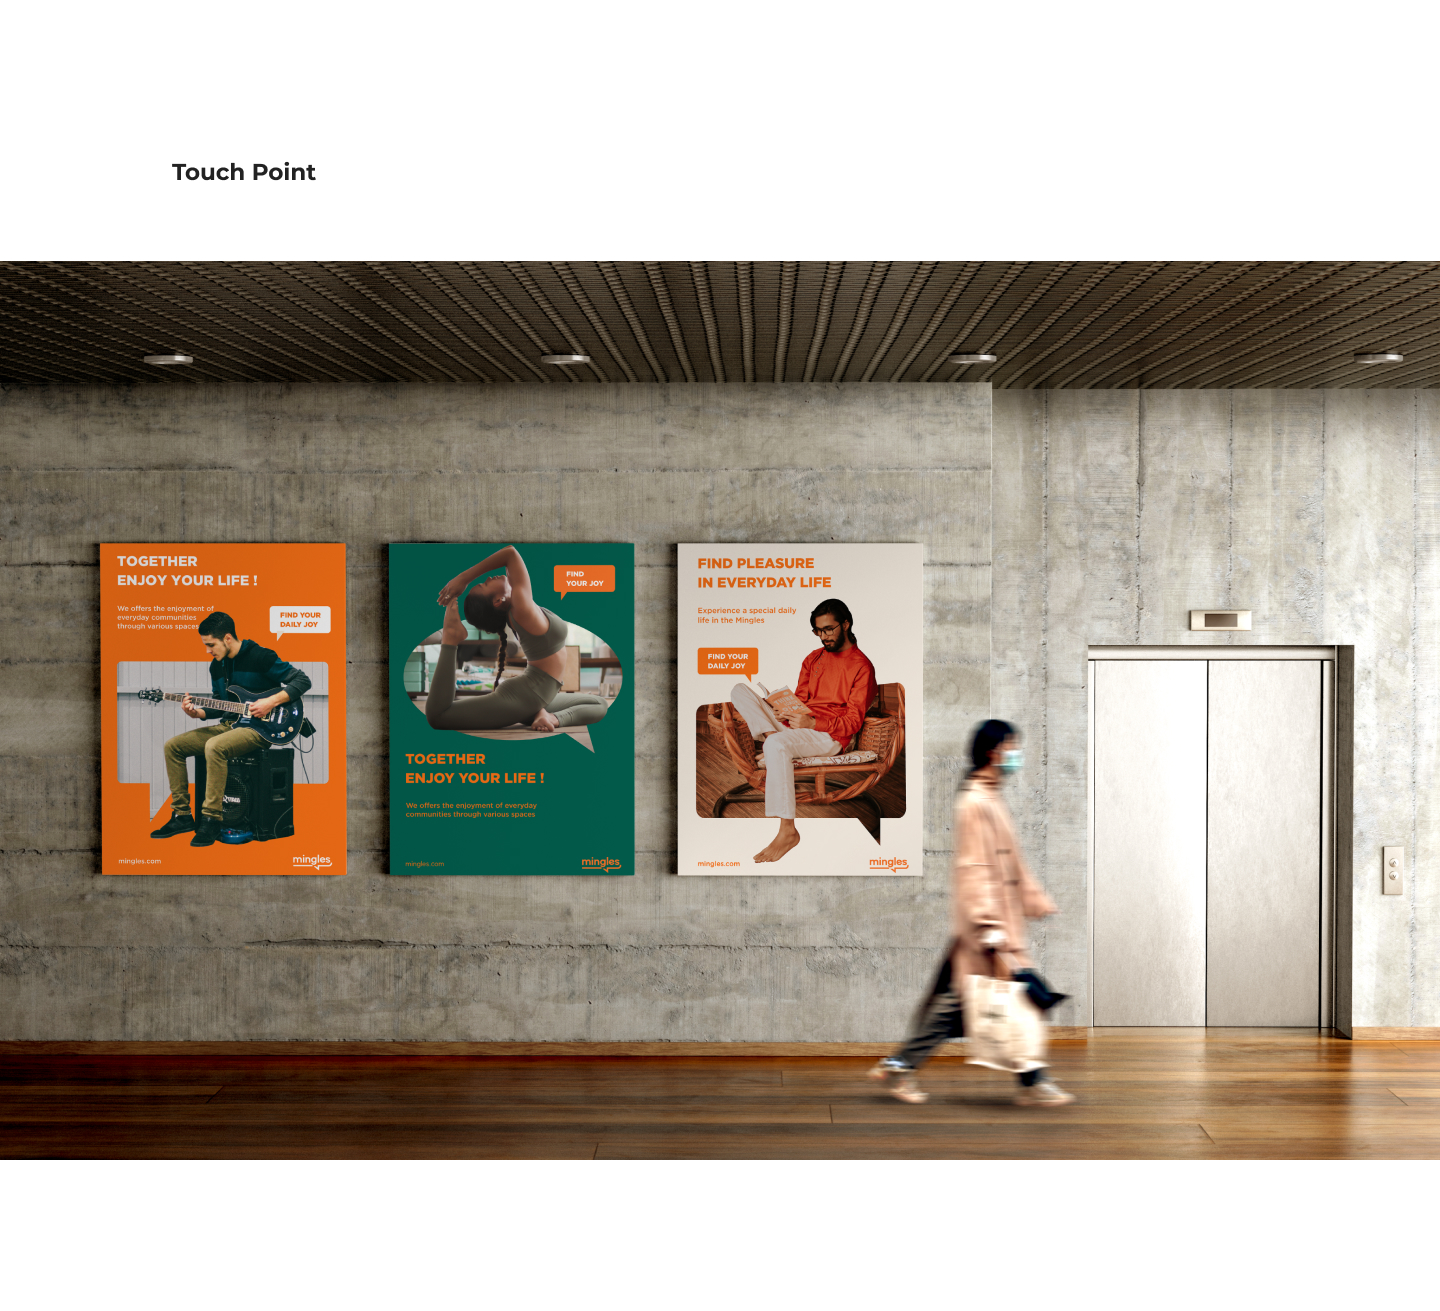 Touch Point
TOGETHER
ENJOY YOUR LIFE !
We offers the enjoyment of
everyday communities
through various spaces
FIND YOUR
DAILY JOY
mingles.com
mingles
FIND
YOUR JOY
TOGETHER
ENJOY YOUR LIFE !
We offers the enjoyment of everyday
communities through various spaces
mingles.com
mingles
FIND PLEASURE
IN EVERYDAY LIFE
Experience a special daily
life in the Mingles
FIND YOUR
DAILY JOY
mingles.com
mingles